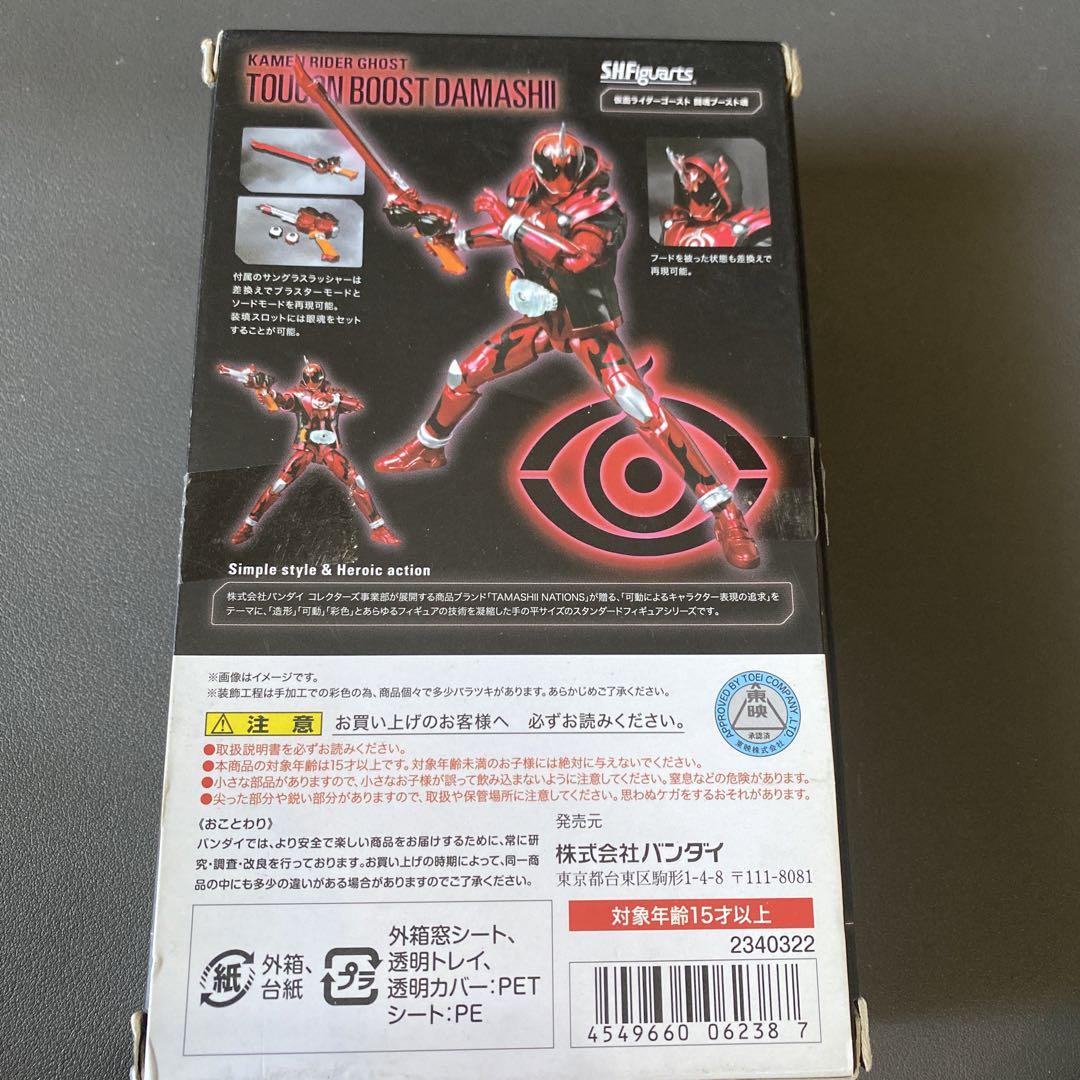 KAMEN RIDER GHOST
TOUCON BOOST DAMASHII
S.H.Figuarts
仮面ライダーゴースト 闘魂ブースト魂
付属のサングラスラッシャーは
差換えでブラスターモードと
ソードモードを再現可能。
装填スロットには眼魂をセット
することが可能。
フードを被った状態も差換えで
再現可能。
Simple style & Heroic action
株式会社バンダイ コレクターズ事業部が展開する商品ブランド「TAMASHII NATIONS」が贈る、「可動によるキャラクター表現の追求」を
テーマに、「造形」「可動」「彩色」とあらゆるフィギュアの技術を凝縮した手の平サイズのスタンダードフィギュアシリーズです。
※画像はイメージです。
※装飾工程は手加工での彩色の為、商品個々で多少バラツキがあります。あらかじめご了承ください。
注意 お買い上げのお客様へ 必ずお読みください。
●取扱説明書を必ずお読みください。
●本商品の対象年齢は15才以上です。対象年齢未満のお子様には絶対に与えないでください。
●小さな部品がありますので、小さなお子様が誤って飲み込まないように注意してください。窒息などの危険があります。
●尖った部分や鋭い部分がありますので、取扱や保管場所に注意してください。思わぬケガをするおそれがあります。
APPROVED BY TOEI COMPANY, LTD.
東映
承認済
東映株式会社
《おことわり》
バンダイでは、より安全で楽しい商品をお届けするために、常に研
究・調査・改良を行っております。お買い上げの時期によって、同一商
品の中にも多少の違いがある場合がありますのでご了承ください。
発売元
株式会社バンダイ
東京都台東区駒形1-4-8 〒111-8081
対象年齢15才以上
2340322
紙 外箱、
台紙
プラ 外箱窓シート、
透明トレイ、
透明カバー:PET
シート:PE
4549660 062387